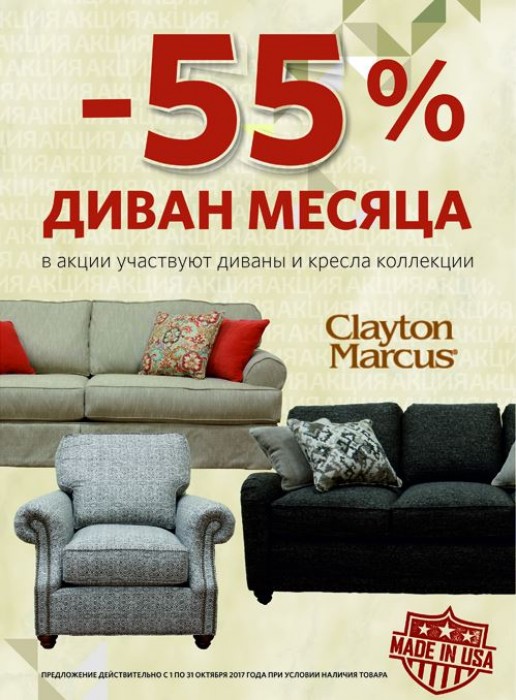 -55%
ДИВАН МЕСЯЦА
в акции участвуют диваны и кресла коллекции
Clayton
Marcus®
MADE IN USA
ПРЕДЛОЖЕНИЕ ДЕЙСТВИТЕЛЬНО С 1 ПО 31 ОКТЯБРЯ 2017 ГОДА ПРИ УСЛОВИИ НАЛИЧИЯ ТОВАРА